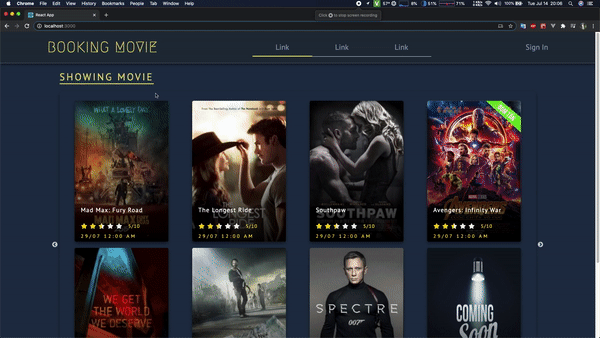 Chrome File Edit View History Bookmarks People Tab Window Help
57° 8% 51% 71% 100% Tue Jul 14 20:06
React App
Click to stop screen recording
localhost:3000
BOOKING MOVIE
Link Link Link Sign In
SHOWING MOVIE
WHAT A LOVELY DAY.
Mad Max: Fury Road
5/10
29/07 12:00 AM
The Longest Ride
5/10
29/07 12:00 AM
SOUTHPAW
Southpaw
5/10
29/07 12:00 AM
Avengers: Infinity War
5/10
29/07 12:00 AM
WE GET
THE WORLD
WE DESERVE
SPECTRE
007
COMING
Soon